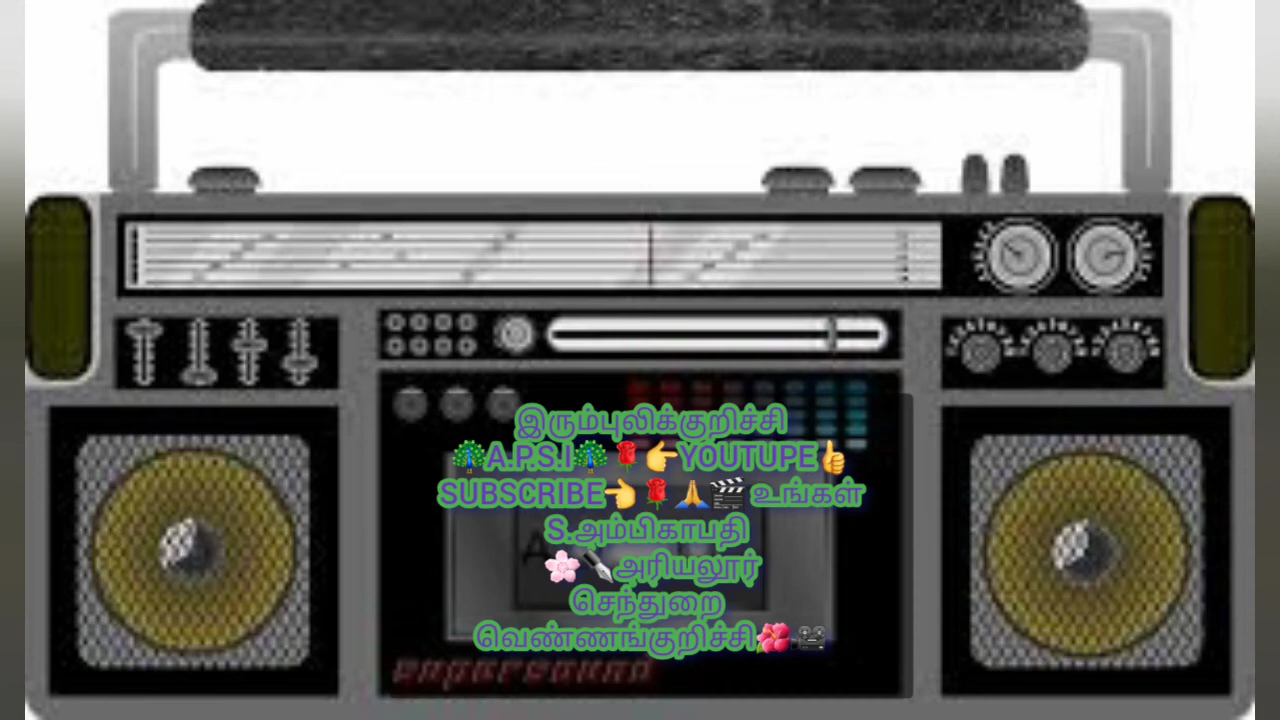 இரும்புலிக்குறிச்சி
🦚A.P.S.I🦚🌹👉YOUTUPE👍
SUBSCRIBE👈🌹🙏🎬 உங்கள்
S.அம்பிகாபதி
🌸✒️அரியலூர்
செந்துறை
வெண்ணங்குறிச்சி🌺🎥